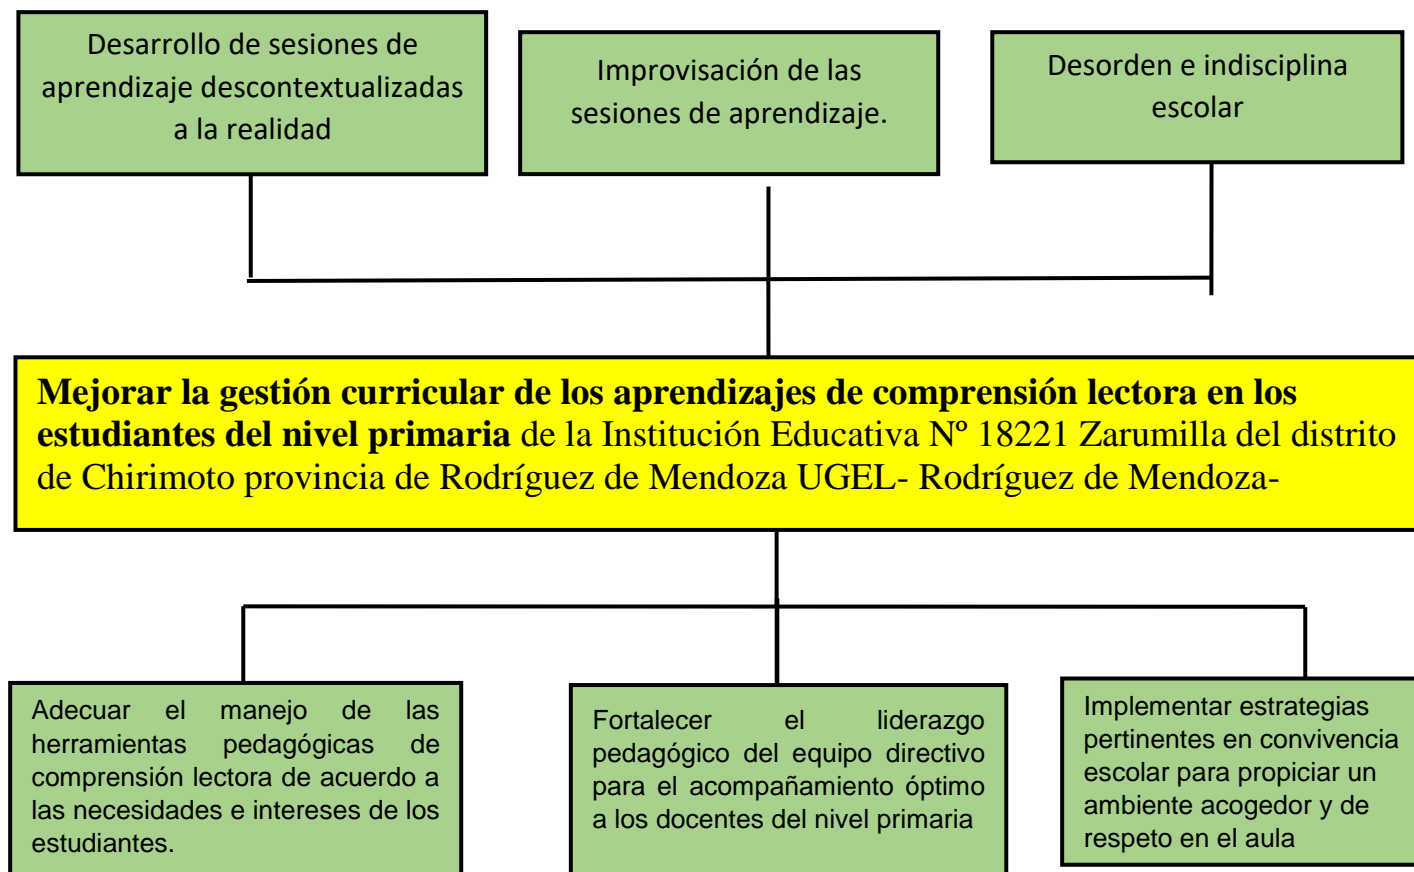 Desarrollo de sesiones de
aprendizaje descontextualizadas
a la realidad
Improvisación de las
sesiones de aprendizaje.
Desorden e indisciplina
escolar
Mejorar la gestión curricular de los aprendizajes de comprensión lectora en los
estudiantes del nivel primaria de la Institución Educativa Nº 18221 Zarumilla del distrito
de Chirimoto provincia de Rodríguez de Mendoza UGEL- Rodríguez de Mendoza-
Adecuar el manejo de las
herramientas pedagógicas de
comprensión lectora de acuerdo a
las necesidades e intereses de los
estudiantes.
Fortalecer el liderazgo
pedagógico del equipo directivo
para el acompañamiento óptimo
a los docentes del nivel primaria
Implementar estrategias
pertinentes en convivencia
escolar para propiciar un
ambiente acogedor y de
respeto en el aula